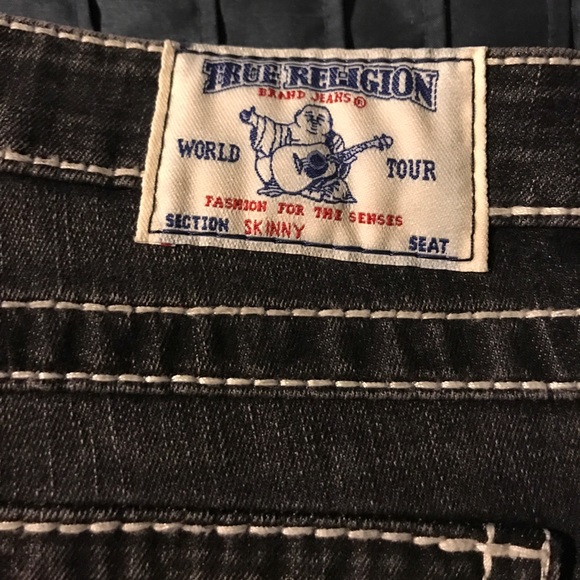 TRUE RELIGION
BRAND JEANS®
WORLD TOUR
FASHION FOR THE SENSES
SECTION SKINNY SEAT